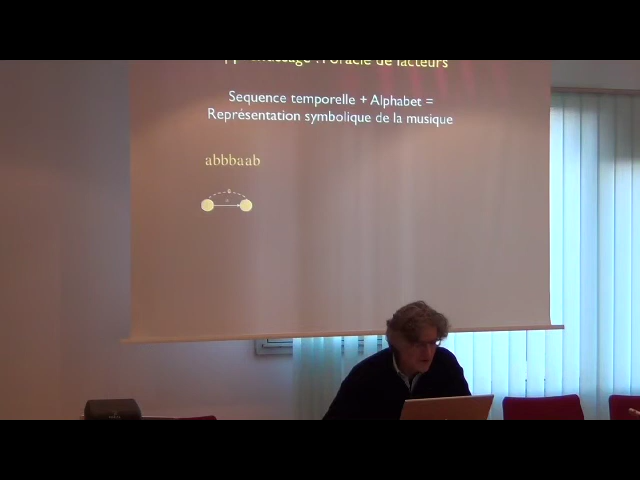 l'oracle de facteurs
Sequence temporelle + Alphabet =
Représentation symbolique de la musique
abbbaab